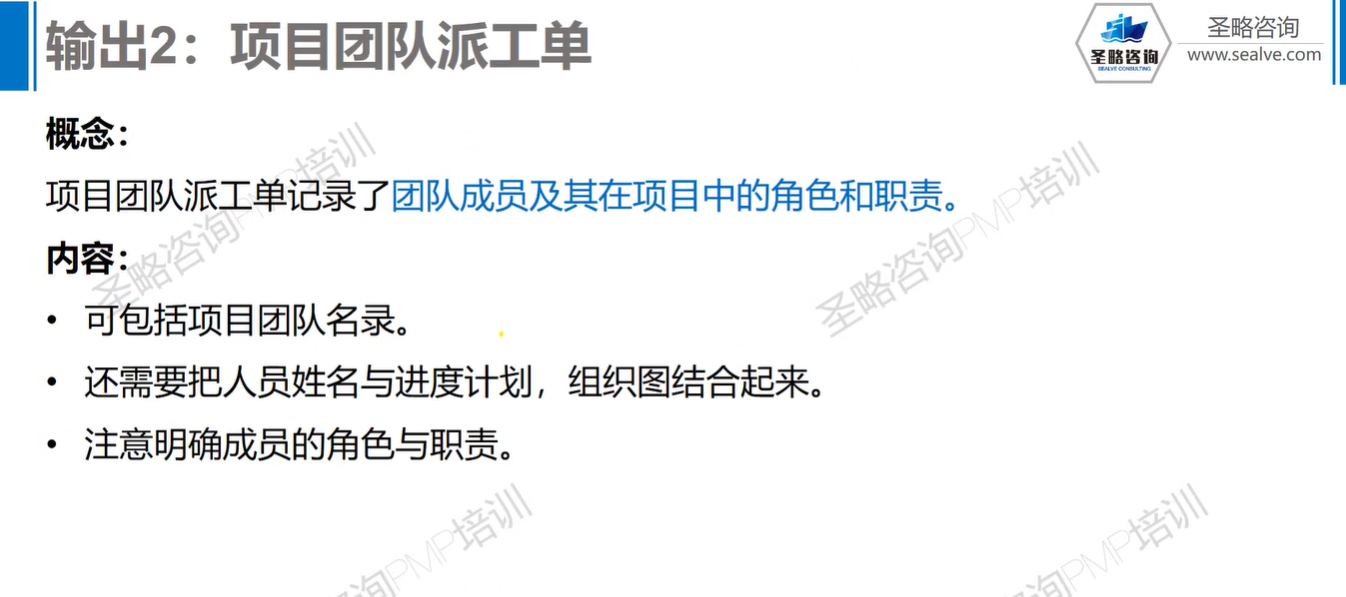 输出2：项目团队派工单
圣略咨询
SEALVE CONSULTING
圣略咨询
www.sealve.com
概念：
项目团队派工单记录了团队成员及其在项目中的角色和职责。
内容：
• 可包括项目团队名录。
• 还需要把人员姓名与进度计划，组织图结合起来。
• 注意明确成员的角色与职责。
圣略咨询PMP培训
圣略咨询PMP培训
询PMP培训
询PMP培训